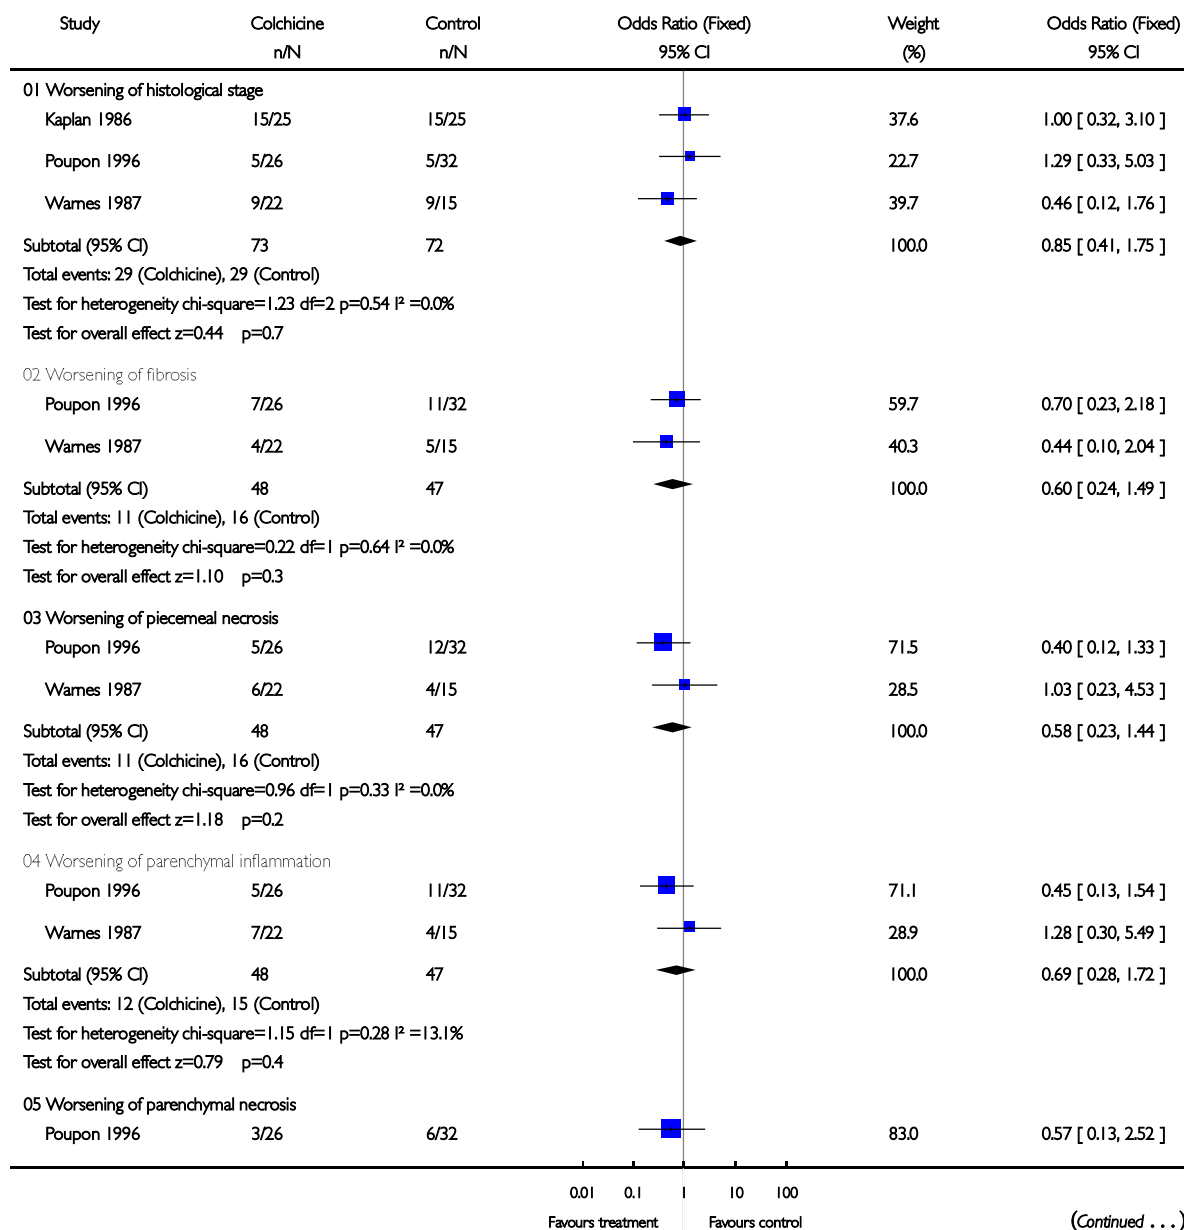 Study Colchicine Control Odds Ratio (Fixed) Weight Odds Ratio (Fixed)
n/N n/N 95% CI (%) 95% CI
01 Worsening of histological stage
Kaplan 1986 15/25 15/25 37.6 1.00 [ 0.32, 3.10 ]
Poupon 1996 5/26 5/32 22.7 1.29 [ 0.33, 5.03 ]
Warnes 1987 9/22 9/15 39.7 0.46 [ 0.12, 1.76 ]
Subtotal (95% CI) 73 72 100.0 0.85 [ 0.41, 1.75 ]
Total events: 29 (Colchicine), 29 (Control)
Test for heterogeneity chi-square=1.23 df=2 p=0.54 I² =0.0%
Test for overall effect z=0.44 p=0.7
02 Worsening of fibrosis
Poupon 1996 7/26 11/32 59.7 0.70 [ 0.23, 2.18 ]
Warnes 1987 4/22 5/15 40.3 0.44 [ 0.10, 2.04 ]
Subtotal (95% CI) 48 47 100.0 0.60 [ 0.24, 1.49 ]
Total events: 11 (Colchicine), 16 (Control)
Test for heterogeneity chi-square=0.22 df=1 p=0.64 I² =0.0%
Test for overall effect z=1.10 p=0.3
03 Worsening of piecemeal necrosis
Poupon 1996 5/26 12/32 71.5 0.40 [ 0.12, 1.33 ]
Warnes 1987 6/22 4/15 28.5 1.03 [ 0.23, 4.53 ]
Subtotal (95% CI) 48 47 100.0 0.58 [ 0.23, 1.44 ]
Total events: 11 (Colchicine), 16 (Control)
Test for heterogeneity chi-square=0.96 df=1 p=0.33 I² =0.0%
Test for overall effect z=1.18 p=0.2
04 Worsening of parenchymal inflammation
Poupon 1996 5/26 11/32 71.1 0.45 [ 0.13, 1.54 ]
Warnes 1987 7/22 4/15 28.9 1.28 [ 0.30, 5.49 ]
Subtotal (95% CI) 48 47 100.0 0.69 [ 0.28, 1.72 ]
Total events: 12 (Colchicine), 15 (Control)
Test for heterogeneity chi-square=1.15 df=1 p=0.28 I² =13.1%
Test for overall effect z=0.79 p=0.4
05 Worsening of parenchymal necrosis
Poupon 1996 3/26 6/32 83.0 0.57 [ 0.13, 2.52 ]
0.01 0.1 1 10 100
Favours treatment Favours control (Continued . . . )